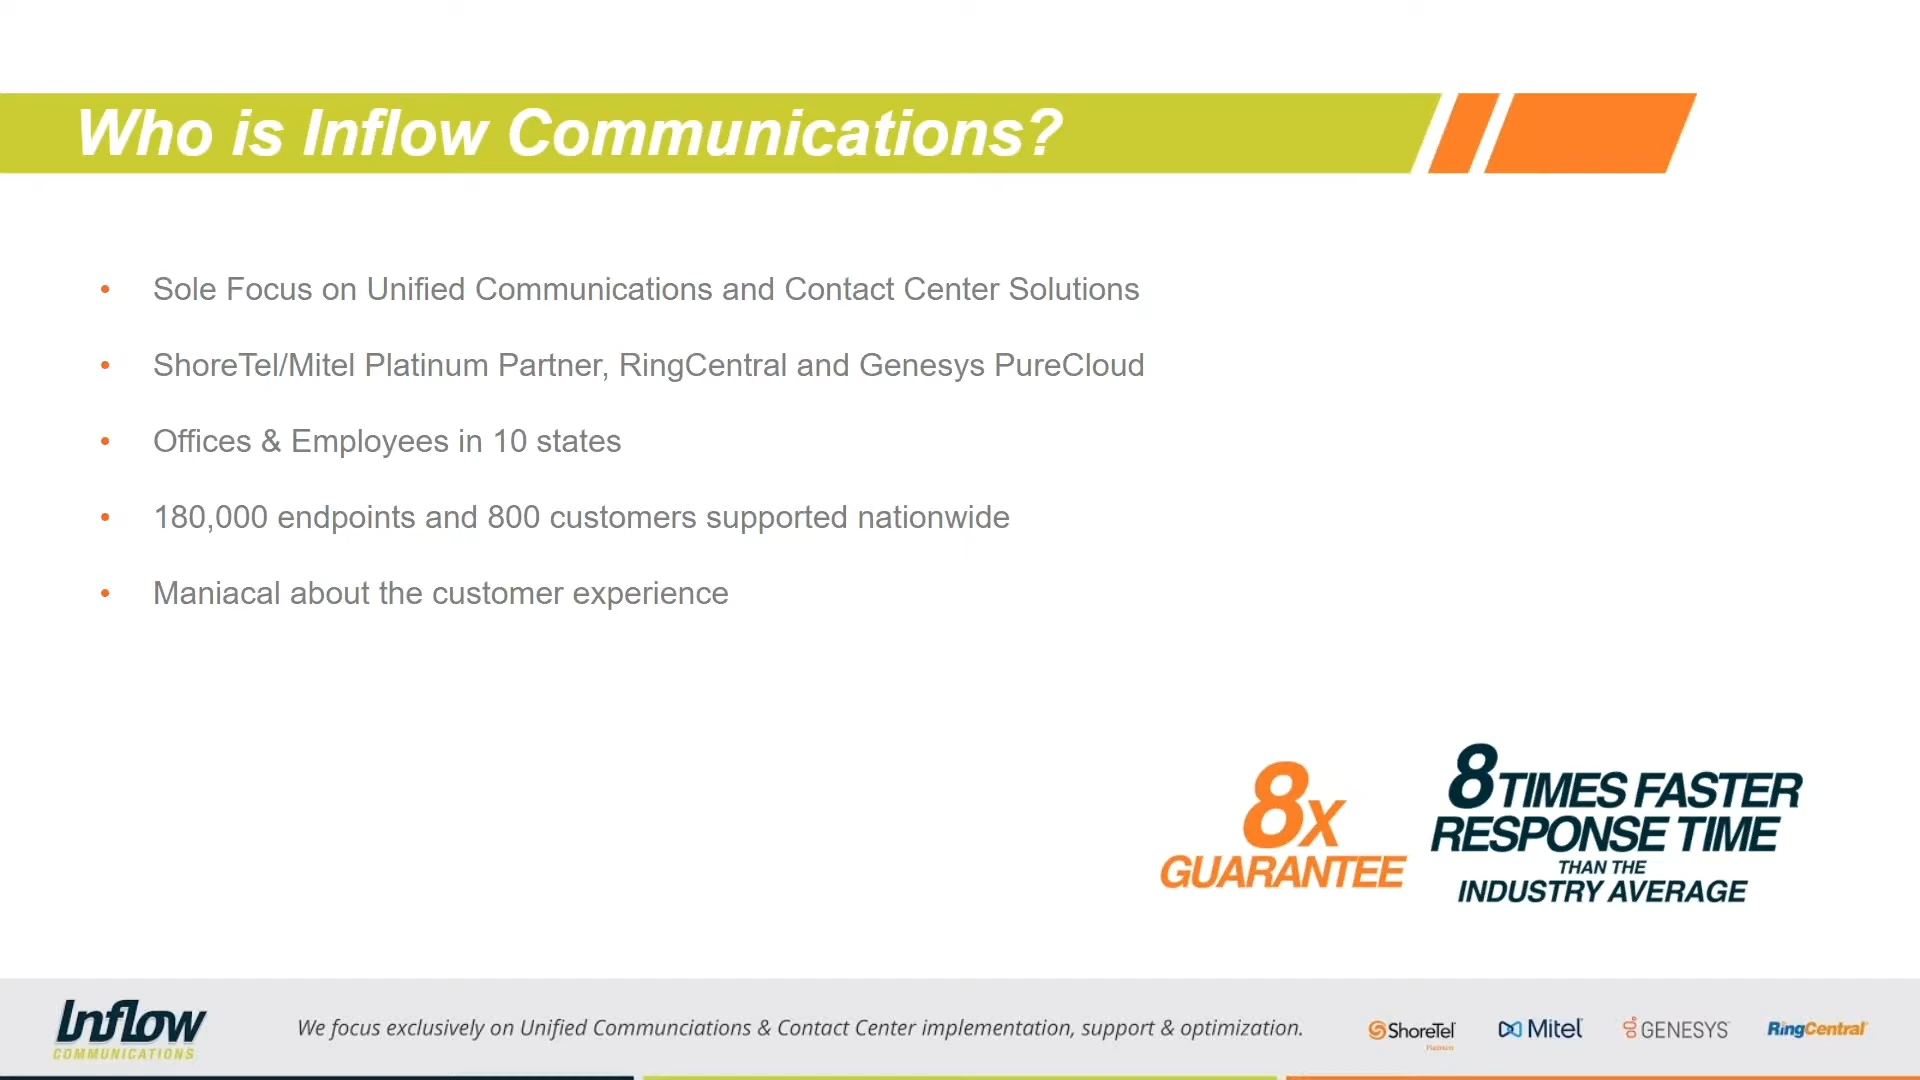 Who is Inflow Communications?
• Sole Focus on Unified Communications and Contact Center Solutions
• ShoreTel/Mitel Platinum Partner, RingCentral and Genesys PureCloud
• Offices & Employees in 10 states
• 180,000 endpoints and 800 customers supported nationwide
• Maniacal about the customer experience
8x
GUARANTEE
8 TIMES FASTER
RESPONSE TIME
THAN THE
INDUSTRY AVERAGE
Inflow
COMMUNICATIONS
We focus exclusively on Unified Communciations & Contact Center implementation, support & optimization.
ShoreTel
Platinum
Mitel
GENESYS
RingCentral